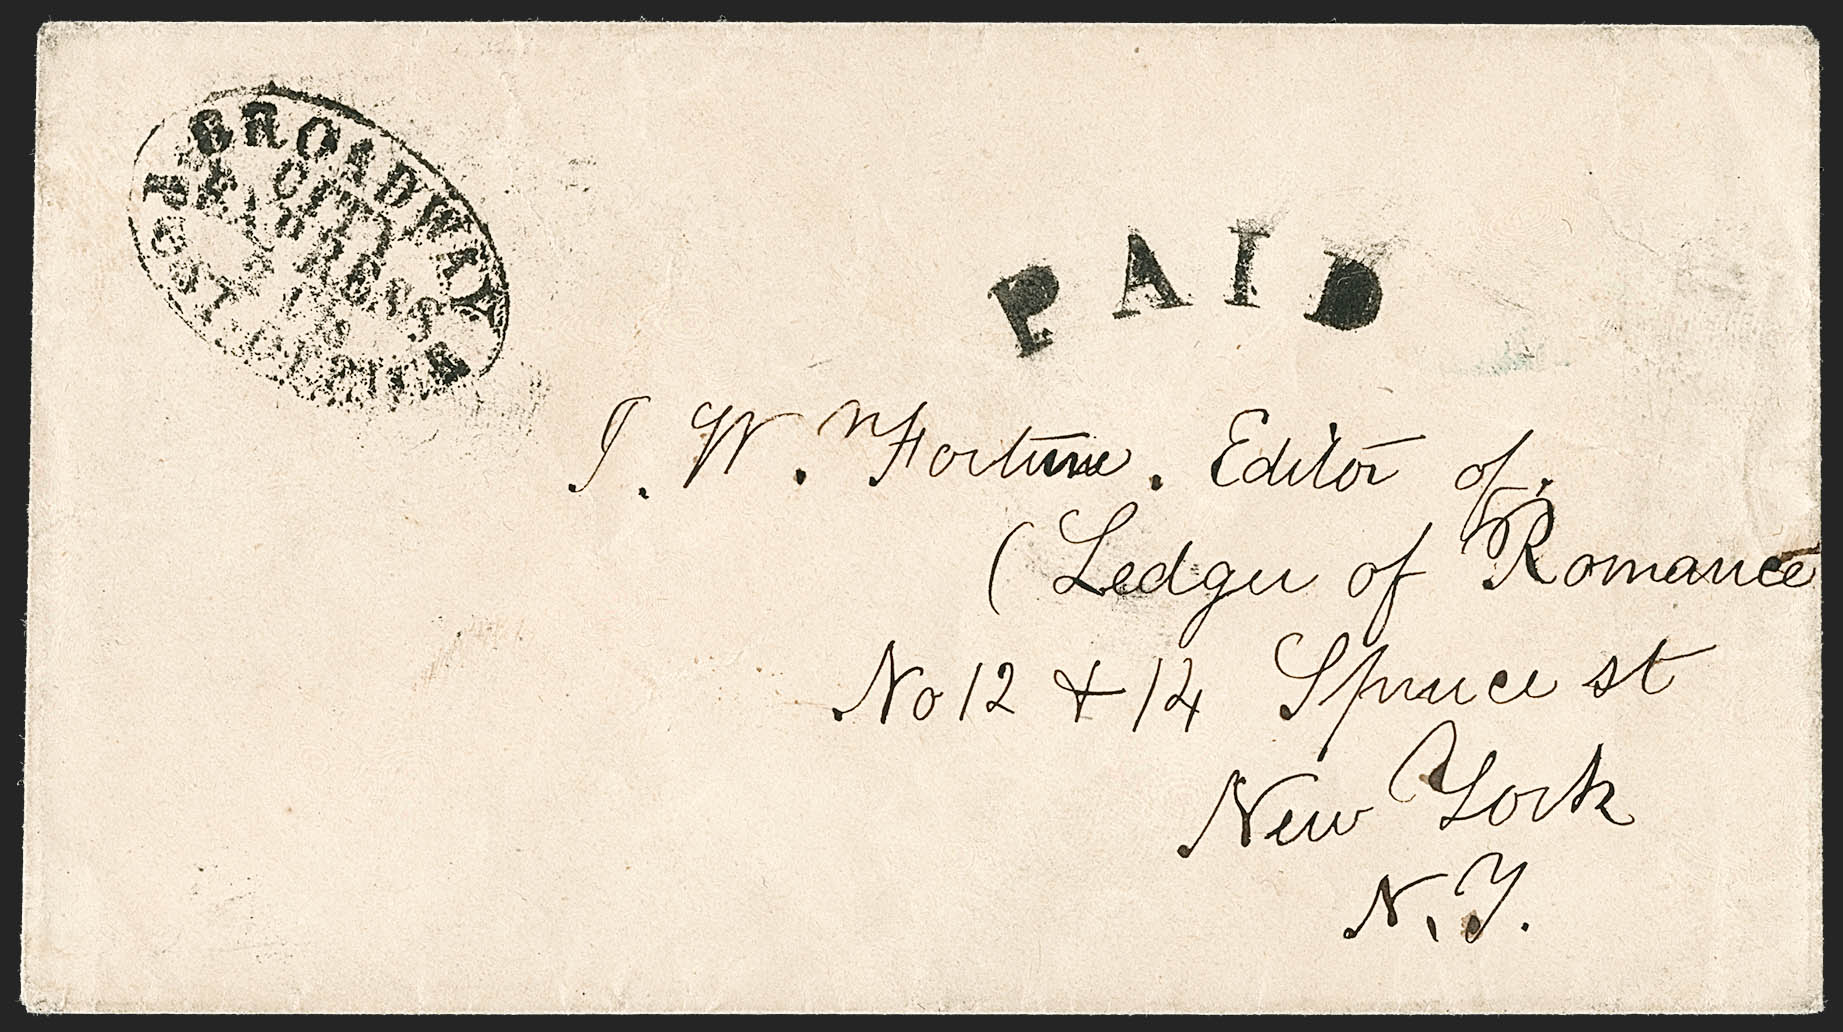 BROADWAY
CITY
EXPRESS
POST-OFFICE
PAID
T. W. Fortune. Editor of.
(Ledger of Romance
No 12 & 14 Spruce st
New York
N.Y.